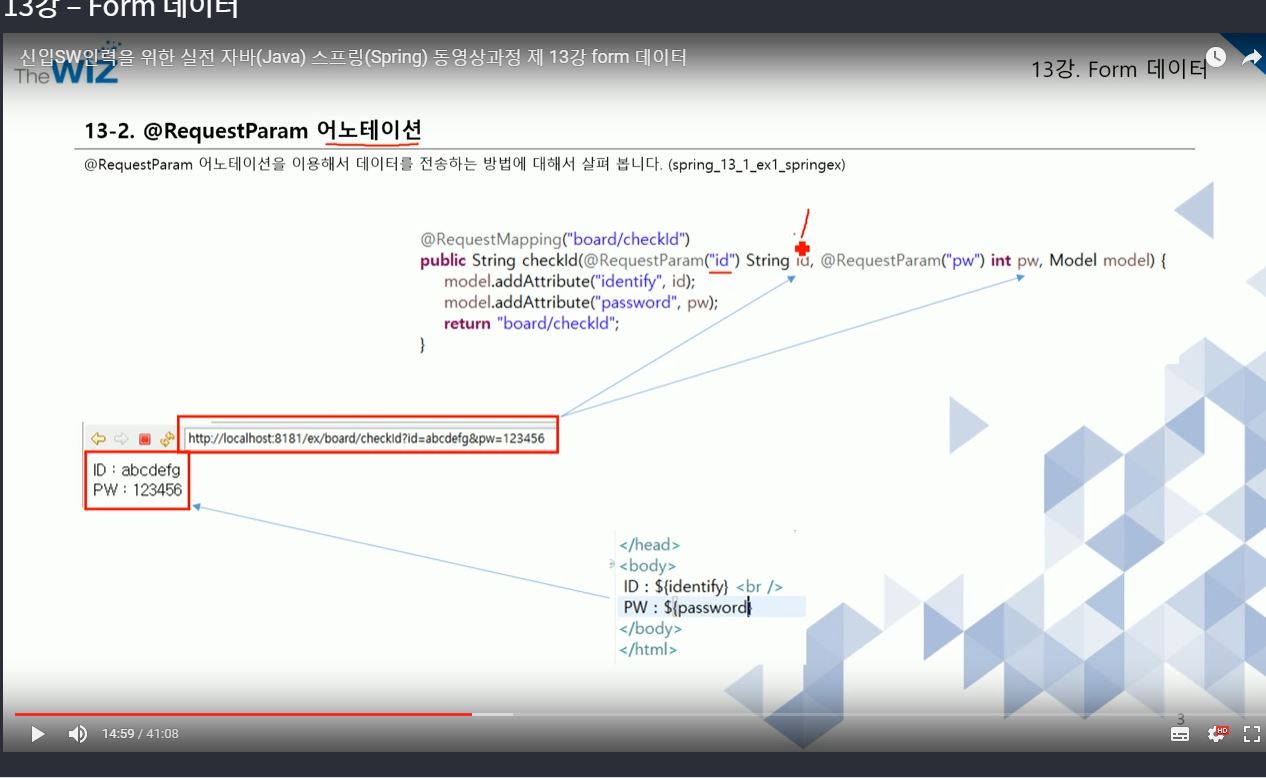 13강 – Form 데이터
신입SW인력을 위한 실전 자바(Java) 스프링(Spring) 동영상과정 제 13강 form 데이터
TheWiz
13강. Form 데이터
13-2. @RequestParam 어노테이션
@RequestParam 어노테이션을 이용해서 데이터를 전송하는 방법에 대해서 살펴 봅니다. (spring_13_1_ex1_springex)
@RequestMapping("board/checkId")
public String checkId(@RequestParam("id") String id, @RequestParam("pw") int pw, Model model) {
model.addAttribute("identify", id);
model.addAttribute("password", pw);
return "board/checkId";
}
http://localhost:8181/ex/board/checkId?id=abcdefg&pw=123456
ID : abcdefg
PW : 123456
</head>
<body>
ID : ${identify} <br />
PW : ${password}
</body>
</html>
3
14:59 / 41:08
HD